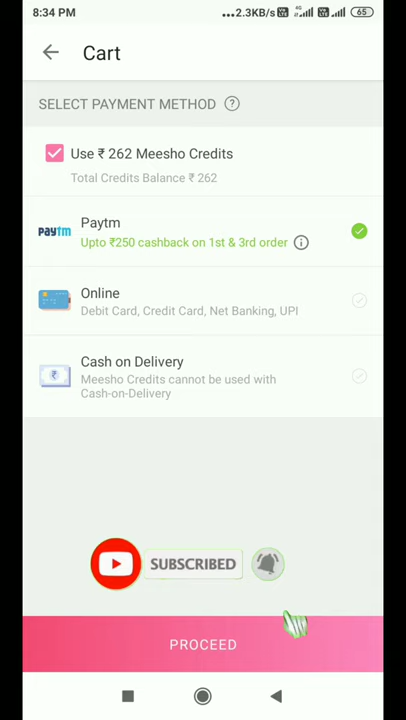 8:34 PM
...2.3KB/s
4G
65
Cart
SELECT PAYMENT METHOD ?
Use ₹ 262 Meesho Credits
Total Credits Balance ₹ 262
Paytm
paytm
Upto ₹250 cashback on 1st & 3rd order
Online
Debit Card, Credit Card, Net Banking, UPI
Cash on Delivery
Meesho Credits cannot be used with
Cash-on-Delivery
SUBSCRIBED
PROCEED